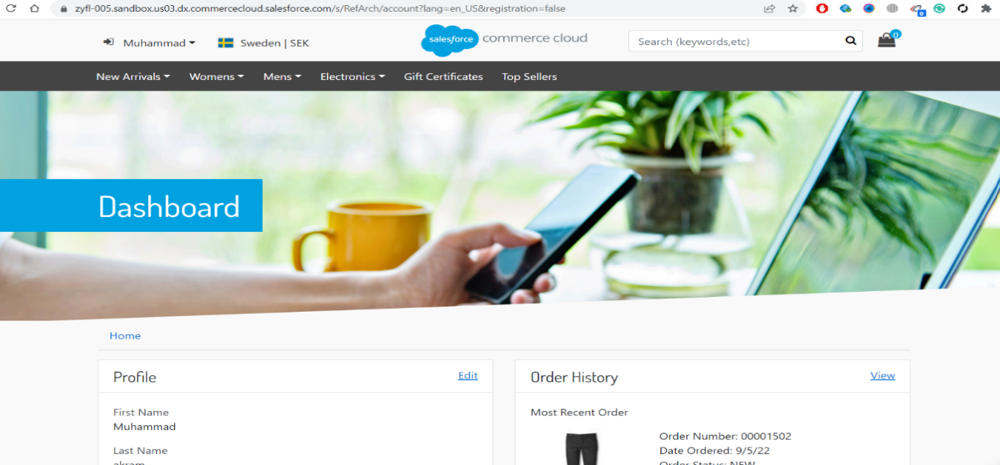 zyfl-005.sandbox.us03.dx.commercecloud.salesforce.com/s/RefArch/account?lang=en_US&registration=false
Muhammad
Sweden | SEK
salesforce commerce cloud
Search (keywords,etc)
0
0
New Arrivals Womens Mens Electronics Gift Certificates Top Sellers
Dashboard
Home
Profile
Edit
First Name
Muhammad
Last Name
akram
Order History
View
Most Recent Order
Order Number: 00001502
Date Ordered: 9/5/22
Order Status: NEW